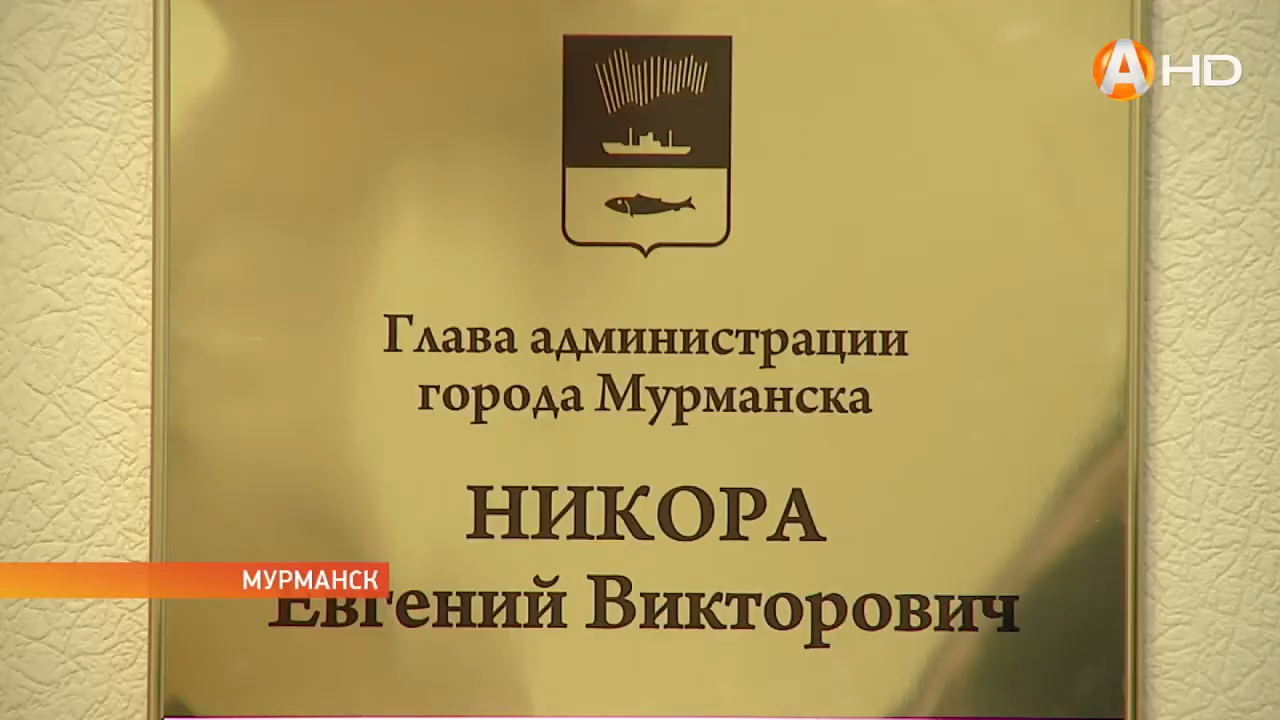 А HD
Глава администрации
города Мурманска
НИКОРА
Евгений Викторович
МУРМАНСК